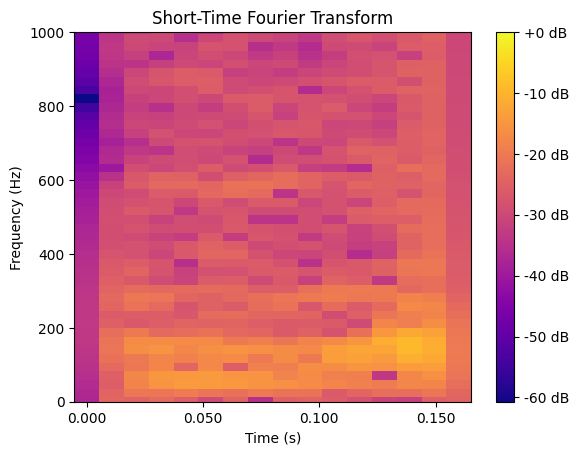 Short-Time Fourier Transform
Frequency (Hz)
1000
800
600
400
200
0
0.000
0.050
0.100
0.150
Time (s)
+0 dB
-10 dB
-20 dB
-30 dB
-40 dB
-50 dB
-60 dB